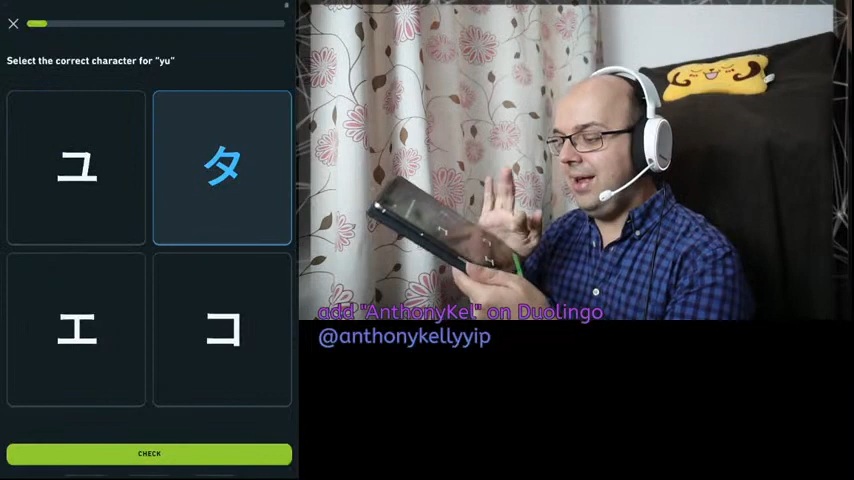 Select the correct character for "yu"
ユ
タ
エ
コ
CHECK
add "AnthonyKel" on Duolingo
@anthonykellyyip